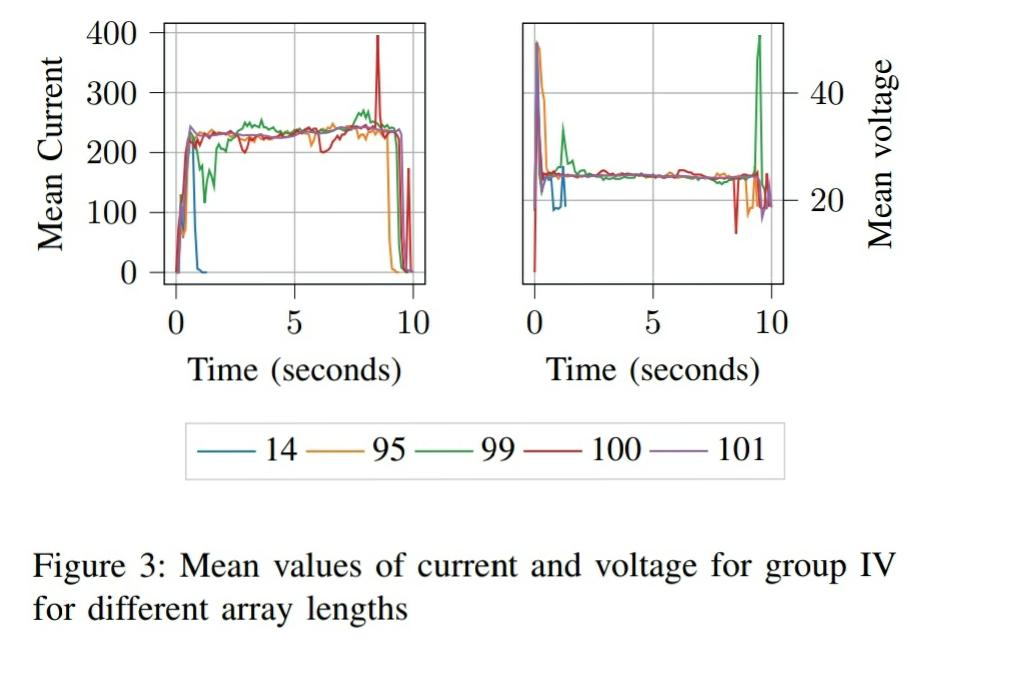 400
300
200
100
0
Mean Current
0 5 10
Time (seconds)
40
20
Mean voltage
0 5 10
Time (seconds)
14 95 99 100 101
Figure 3: Mean values of current and voltage for group IV
for different array lengths